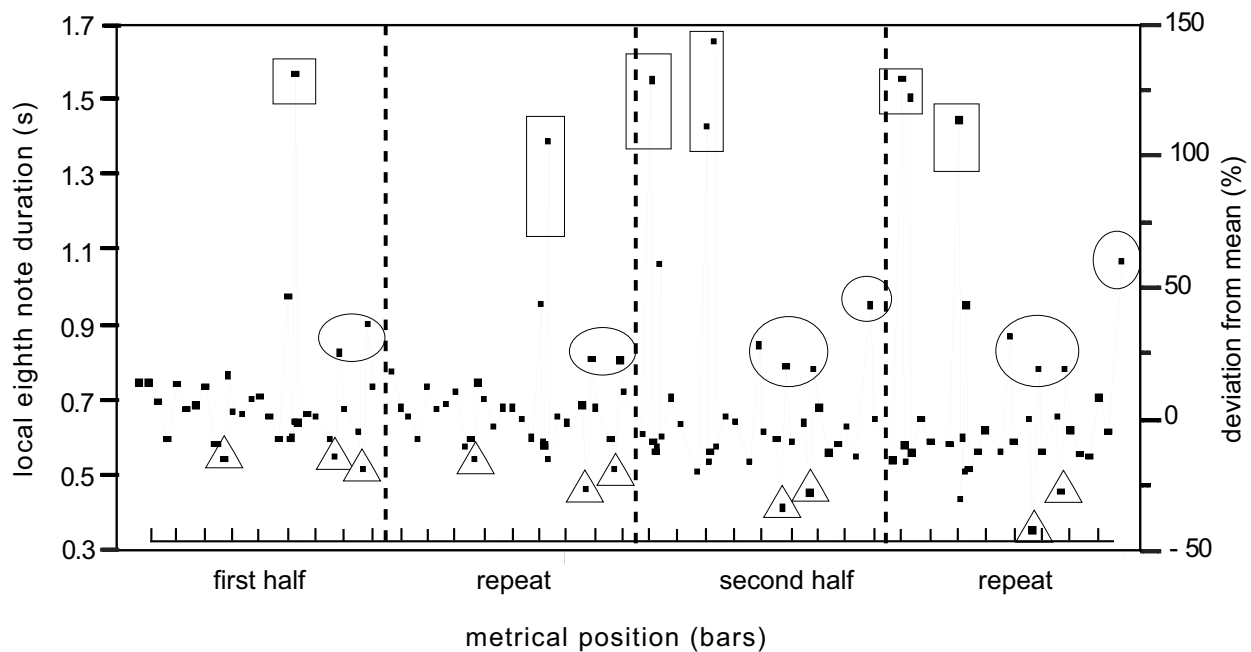 1.7
1.5
1.3
1.1
0.9
0.7
0.5
0.3
local eighth note duration (s)
150
100
50
0
- 50
deviation from mean (%)
first half
repeat
second half
repeat
metrical position (bars)